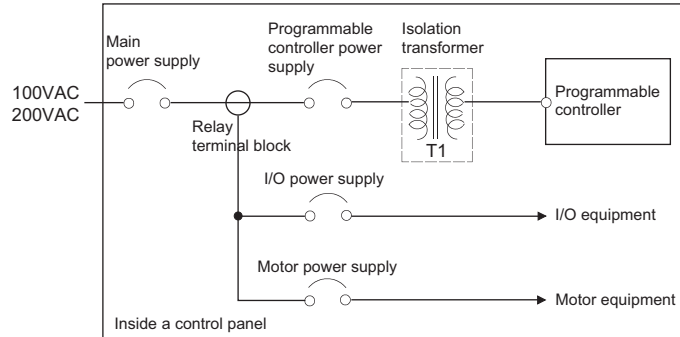 Main
power supply
Programmable
controller power
supply
Isolation
transformer
100VAC
200VAC
Relay
terminal block
T1
Programmable
controller
I/O power supply
I/O equipment
Motor power supply
Motor equipment
Inside a control panel